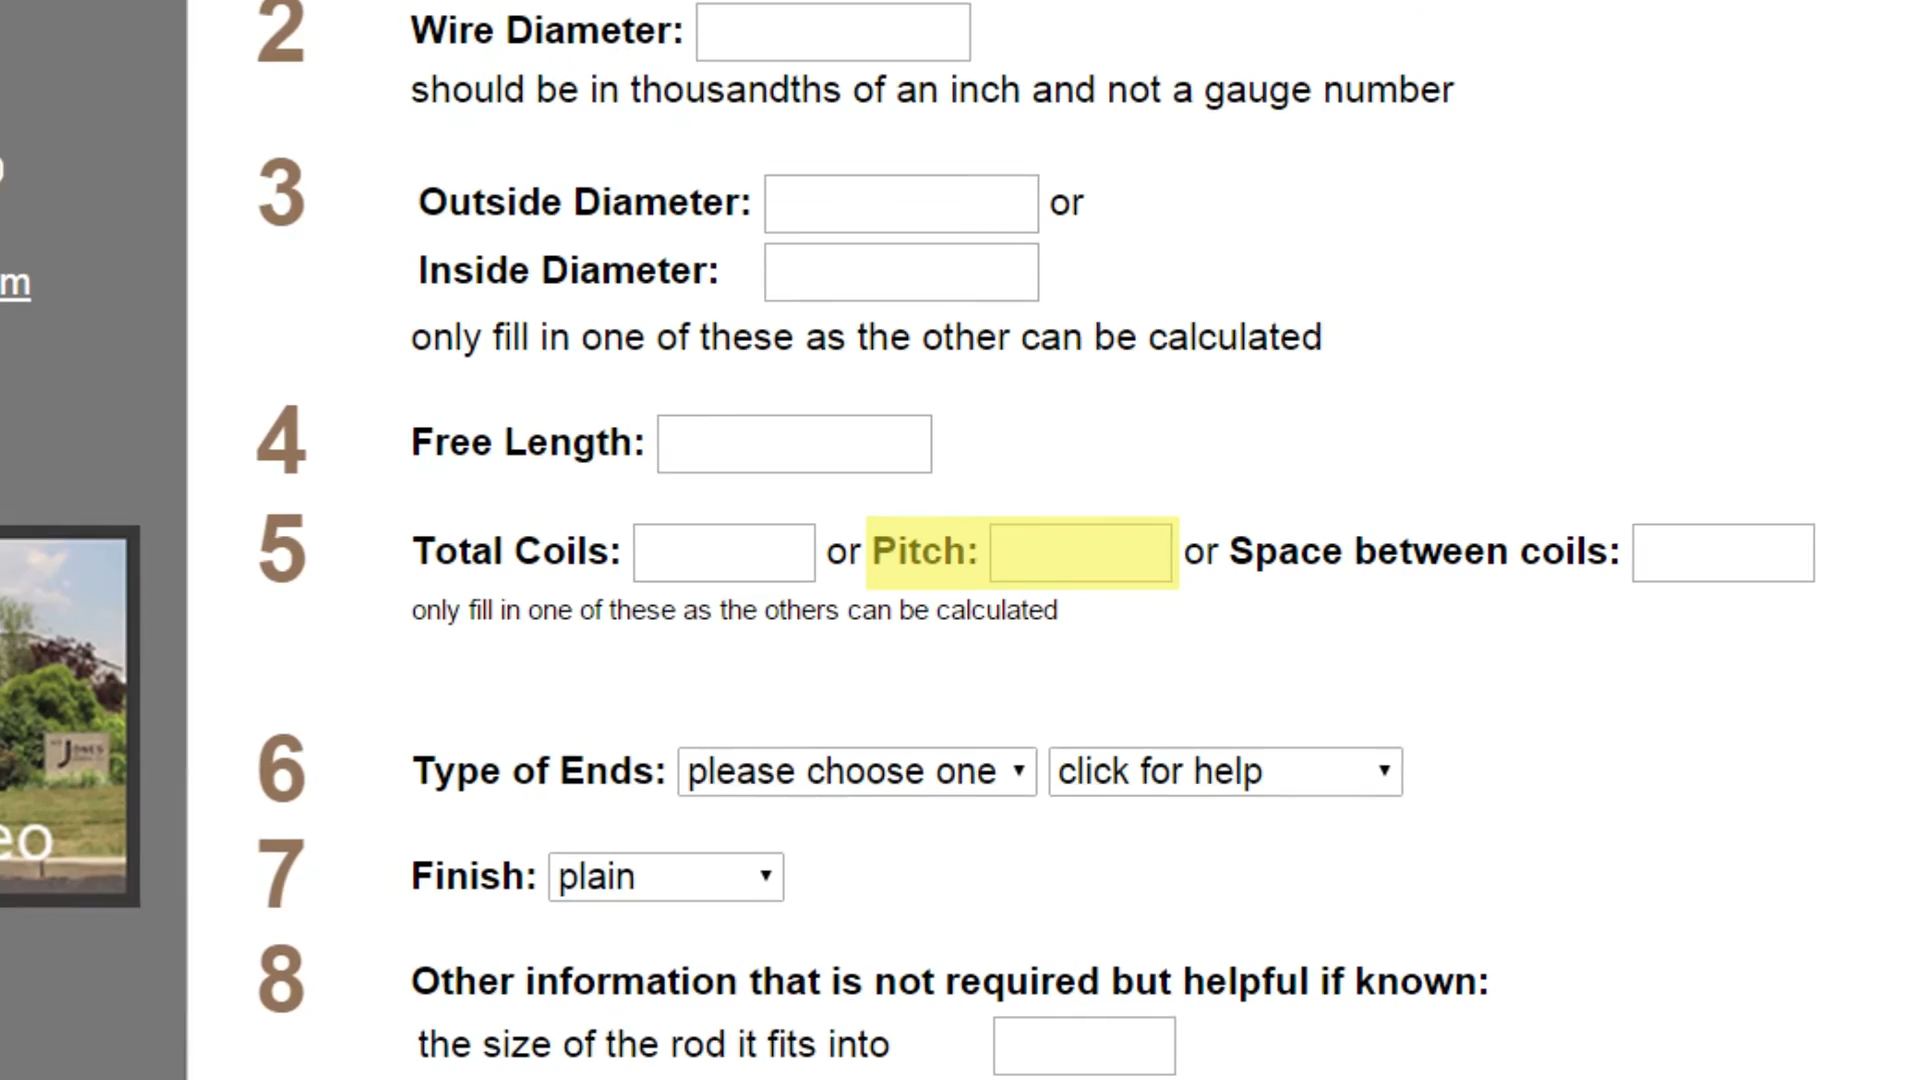 2
Wire Diameter:
should be in thousandths of an inch and not a gauge number
3
Outside Diameter: or
Inside Diameter:
only fill in one of these as the other can be calculated
m
4
Free Length:
5
Total Coils: or Pitch: or Space between coils:
only fill in one of these as the others can be calculated
6
Type of Ends: please choose one click for help
JONES
eo
7
Finish: plain
8
Other information that is not required but helpful if known:
the size of the rod it fits into